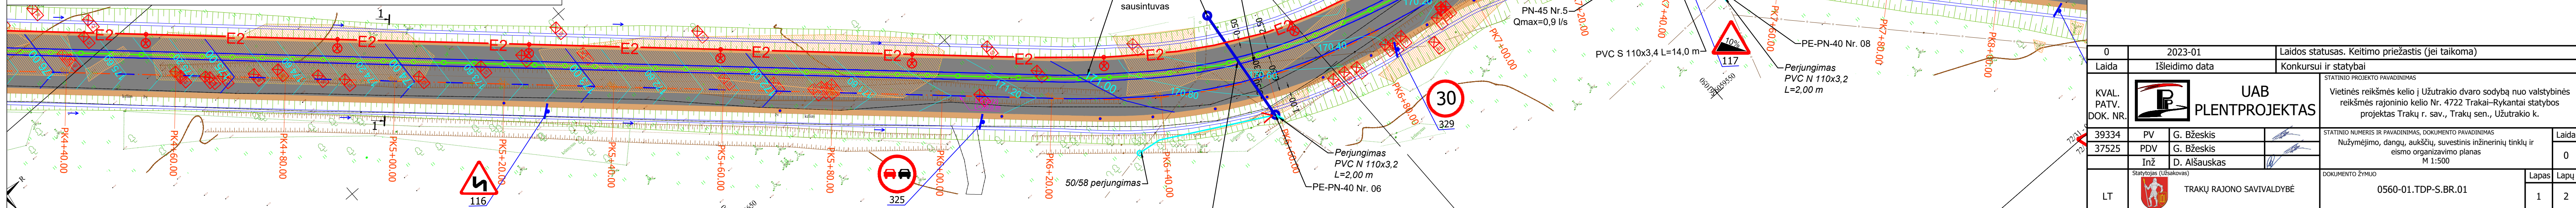 sausintuvas
PN-45 Nr.5
Qmax=0,9 l/s
PVC S 110x3,4 L=14,0 m
10%
117
PE-PN-40 Nr. 08
Perjungimas
PVC N 110x3,2
L=2,00 m
PK7+00.00
PK7+20.00
PK7+40.00
PK7+60.00
PK7+80.00
PK8+00.00
1
1
E2
E2
E2
E2
E2
E2
E2
E2
E2
E2
171.20
171.00
170.80
PK4+40.00
PK4+60.00
PK4+80.00
PK5+00.00
PK5+20.00
PK5+40.00
PK5+60.00
PK5+80.00
PK6+00.00
PK6+20.00
PK6+40.00
PK6+60.00
PK6+80.00
116
325
50/58 perjungimas
Perjungimas
PVC N 110x3,2
L=2,00 m
PE-PN-40 Nr. 06
30
329
R
0 2023-01 Laidos statusas. Keitimo priežastis (jei taikoma)
Laida Išleidimo data Konkursui ir statybai
KVAL.
PATV.
DOK. NR.
UAB
PLENTPROJEKTAS
STATINIO PROJEKTO PAVADINIMAS
Vietinės reikšmės kelio į Užutrakio dvaro sodybą nuo valstybinės
reikšmės rajoninio kelio Nr. 4722 Trakai–Rykantai statybos
projektas Trakų r. sav., Trakų sen., Užutrakio k.
39334 PV G. Bžeskis
37525 PDV G. Bžeskis
Inž D. Alšauskas
STATINIO NUMERIS IR PAVADINIMAS, DOKUMENTO PAVADINIMAS
Nužymėjimo, dangų, aukščių, suvestinis inžinerinių tinklų ir
eismo organizavimo planas
M 1:500
Laida
0
LT
Statytojas (Užsakovas)
TRAKŲ RAJONO SAVIVALDYBĖ
DOKUMENTO ŽYMUO
0560-01.TDP-S.BR.01
Lapas Lapų
1 2